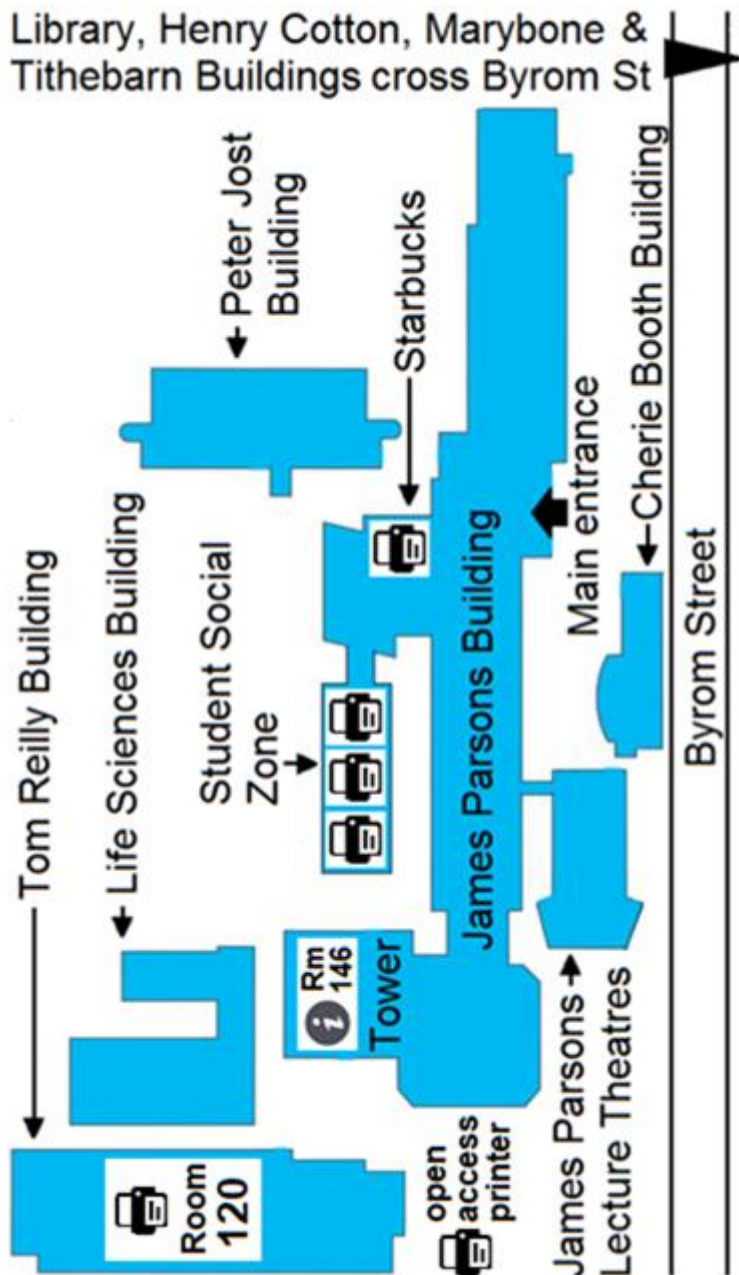 Library, Henry Cotton, Marybone &
Tithebarn Buildings cross Byrom St
Peter Jost
Building
Starbucks
Cherie Booth Building
Main entrance
Byrom Street
Tom Reilly Building
Life Sciences Building
Student Social
Zone
James Parsons Building
Rm
146
i
Tower
James Parsons
Lecture Theatres
Room
120
open
access
printer